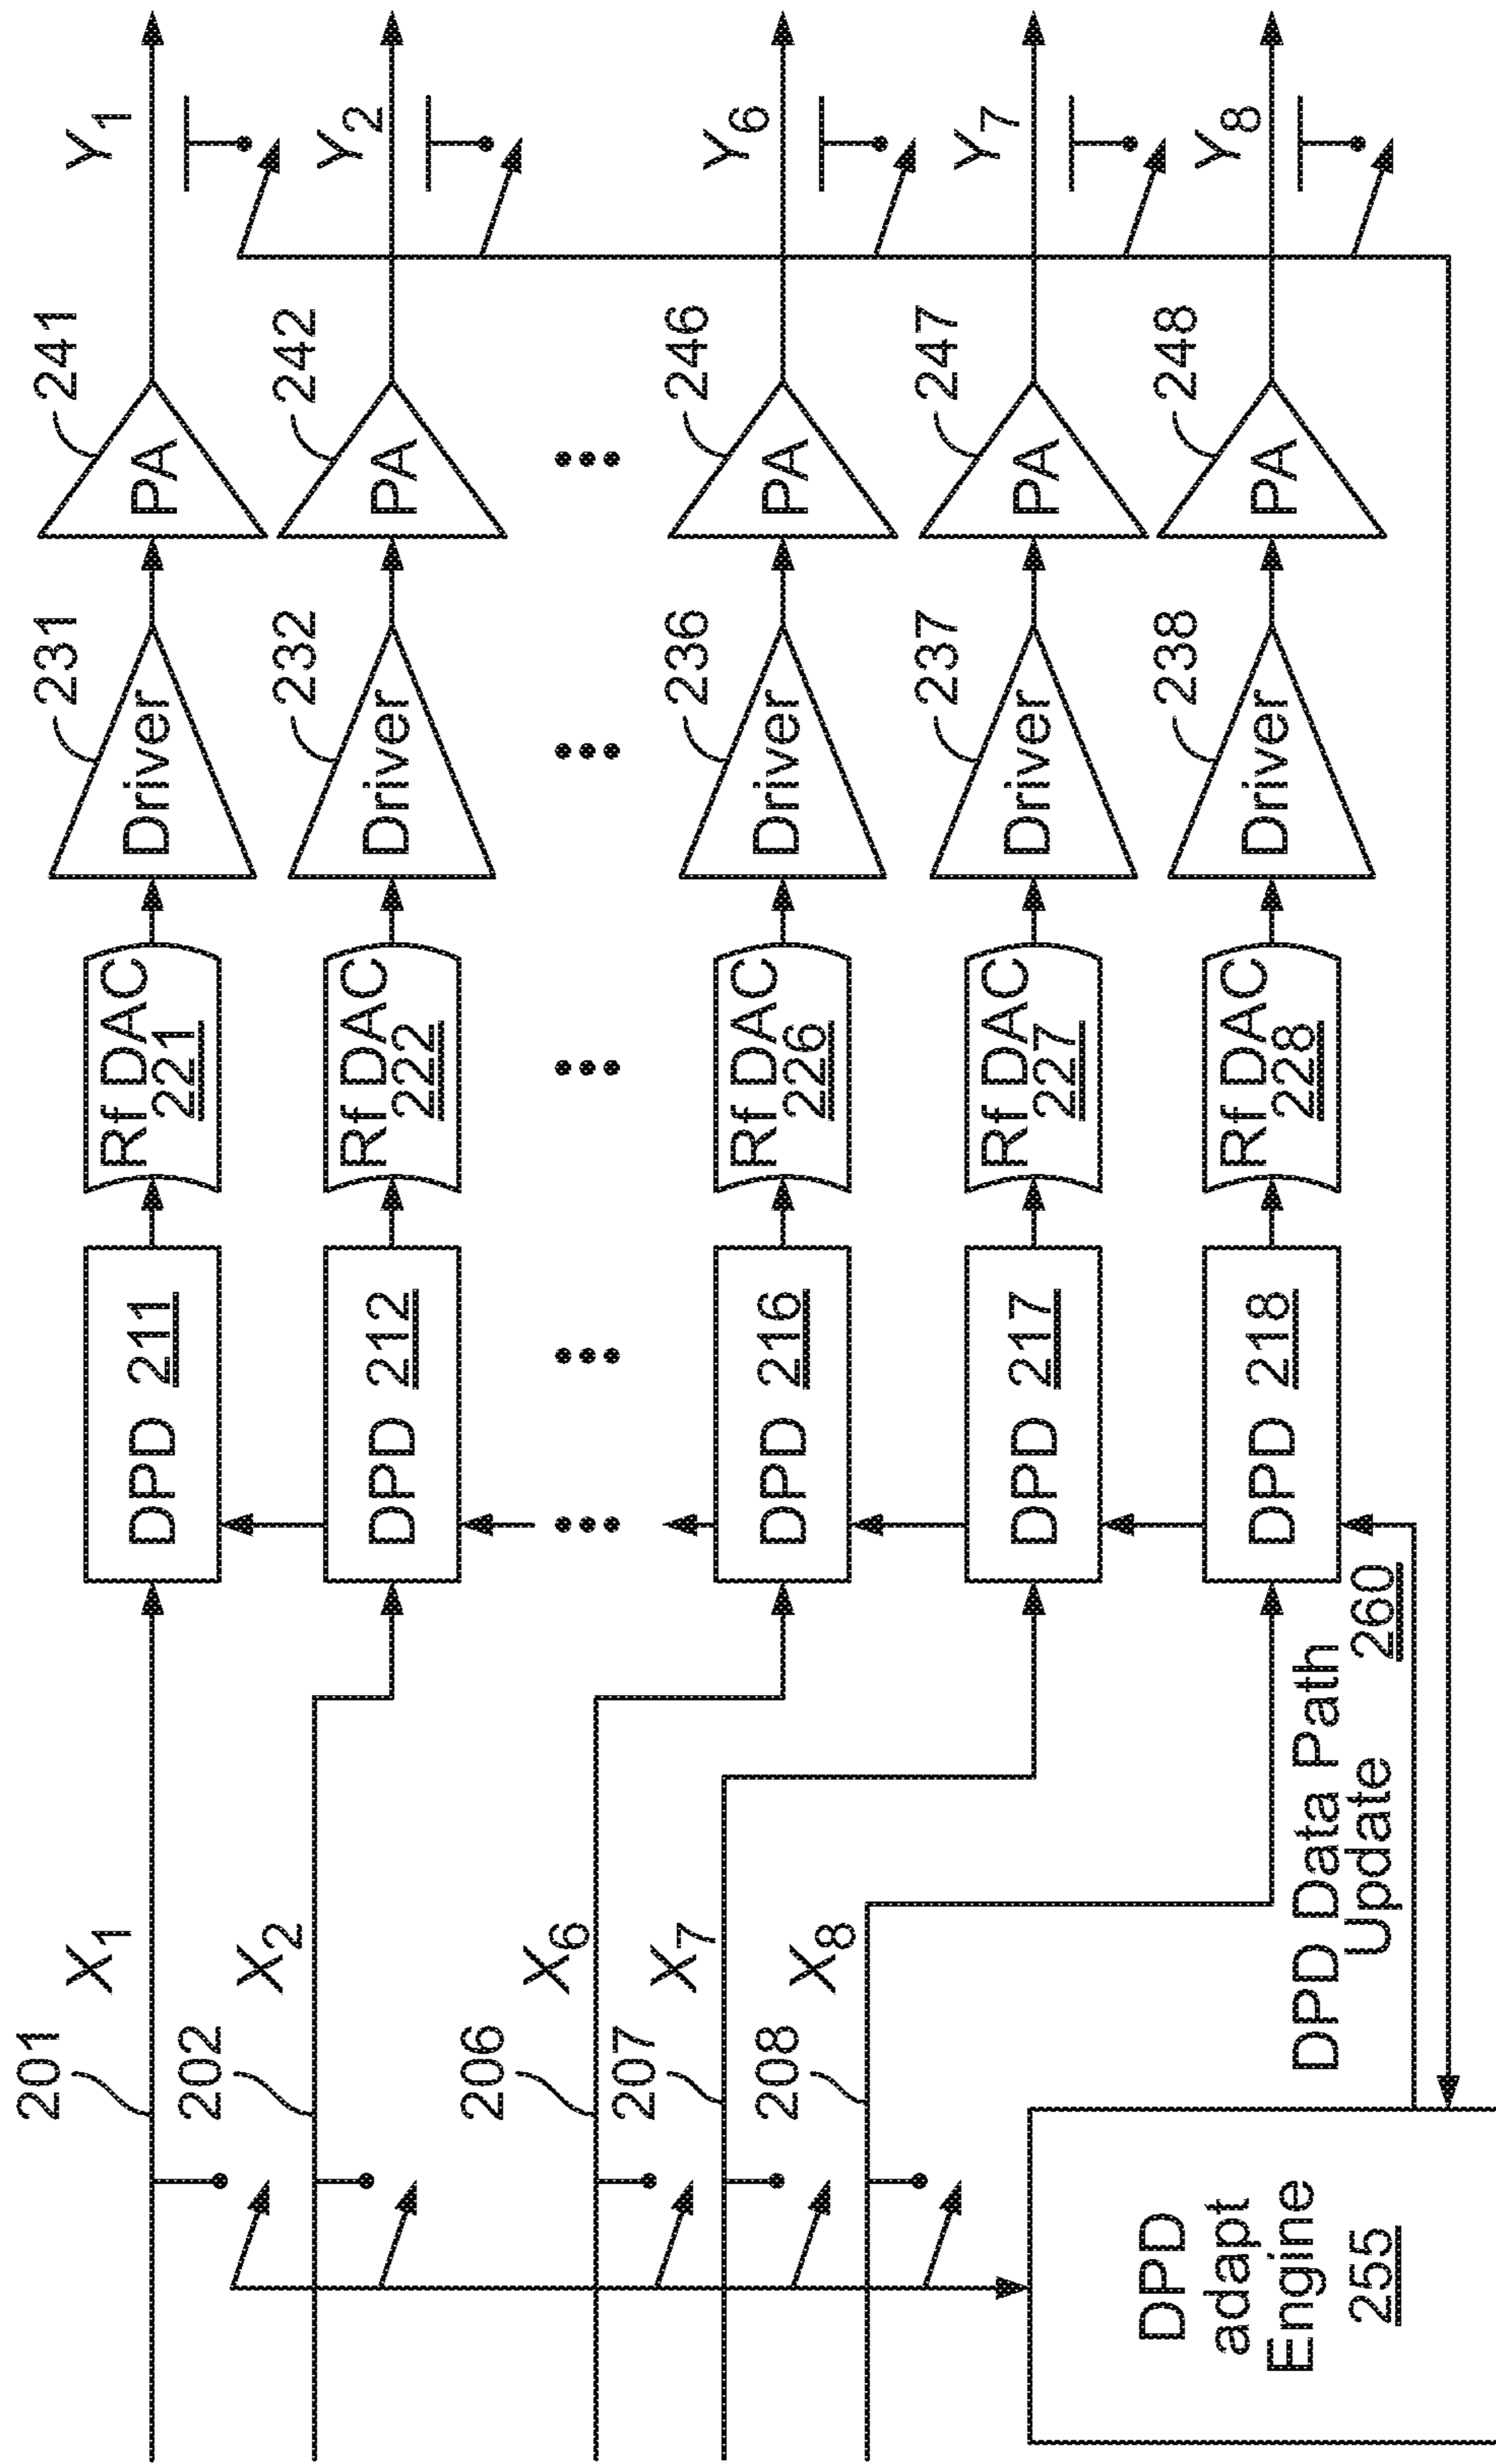 201
X1
DPD 211
Rf DAC
221
231
Driver
241
PA
Y1
202
X2
DPD 212
Rf DAC
222
232
Driver
242
PA
Y2
206
X6
DPD 216
Rf DAC
226
236
Driver
246
PA
Y6
207
X7
DPD 217
Rf DAC
227
237
Driver
247
PA
Y7
208
X8
DPD 218
Rf DAC
228
238
Driver
248
PA
Y8
DPD
adapt
Engine
255
DPD Data Path
Update
260